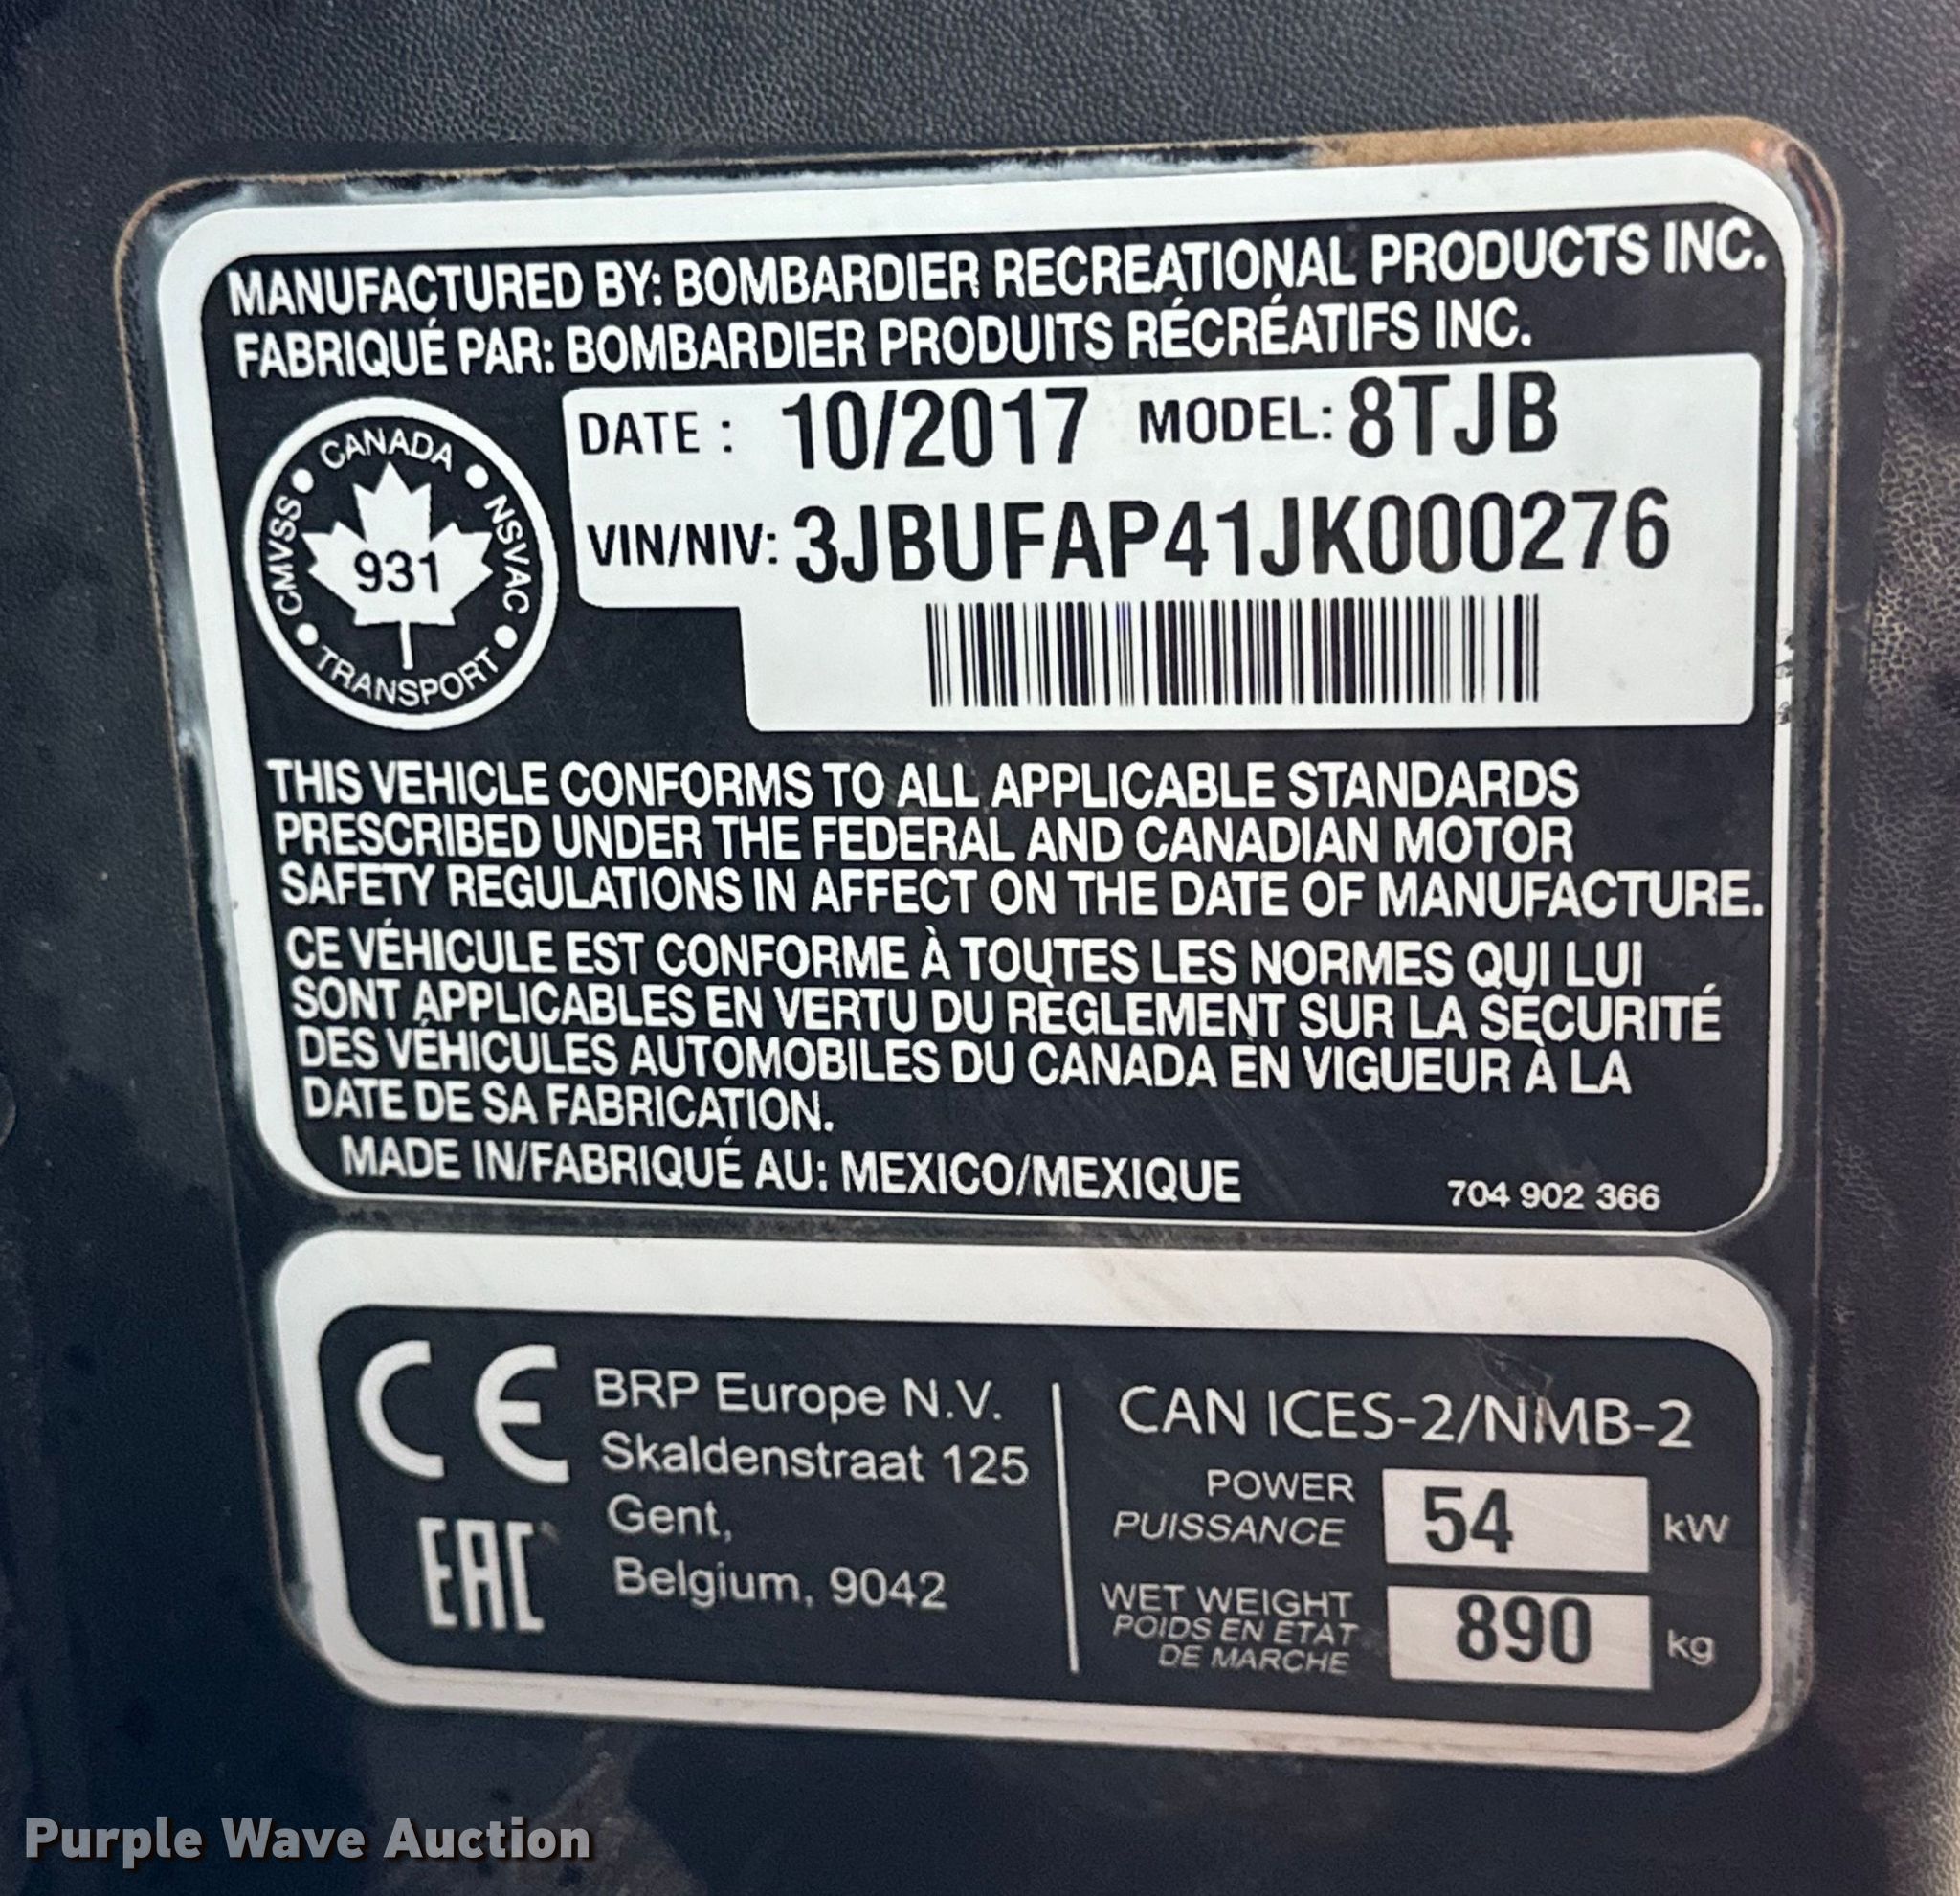 MANUFACTURED BY: BOMBARDIER RECREATIONAL PRODUCTS INC.
FABRIQUÉ PAR: BOMBARDIER PRODUITS RÉCRÉATIFS INC.
CANADA
CMVSS
NSVAC
931
TRANSPORT
DATE : 10/2017 MODEL: 8TJB
VIN/NIV: 3JBUFAP41JK000276
THIS VEHICLE CONFORMS TO ALL APPLICABLE STANDARDS
PRESCRIBED UNDER THE FEDERAL AND CANADIAN MOTOR
SAFETY REGULATIONS IN AFFECT ON THE DATE OF MANUFACTURE.
CE VÉHICULE EST CONFORME À TOUTES LES NORMES QUI LUI
SONT APPLICABLES EN VERTU DU RÈGLEMENT SUR LA SÉCURITÉ
DES VÉHICULES AUTOMOBILES DU CANADA EN VIGUEUR À LA
DATE DE SA FABRICATION.
MADE IN/FABRIQUÉ AU: MEXICO/MEXIQUE
704 902 366
CE
EAC
BRP Europe N.V.
Skaldenstraat 125
Gent,
Belgium, 9042
CAN ICES-2/NMB-2
POWER
PUISSANCE
54 kW
WET WEIGHT
POIDS EN ETAT
DE MARCHE
890 kg
Purple Wave Auction